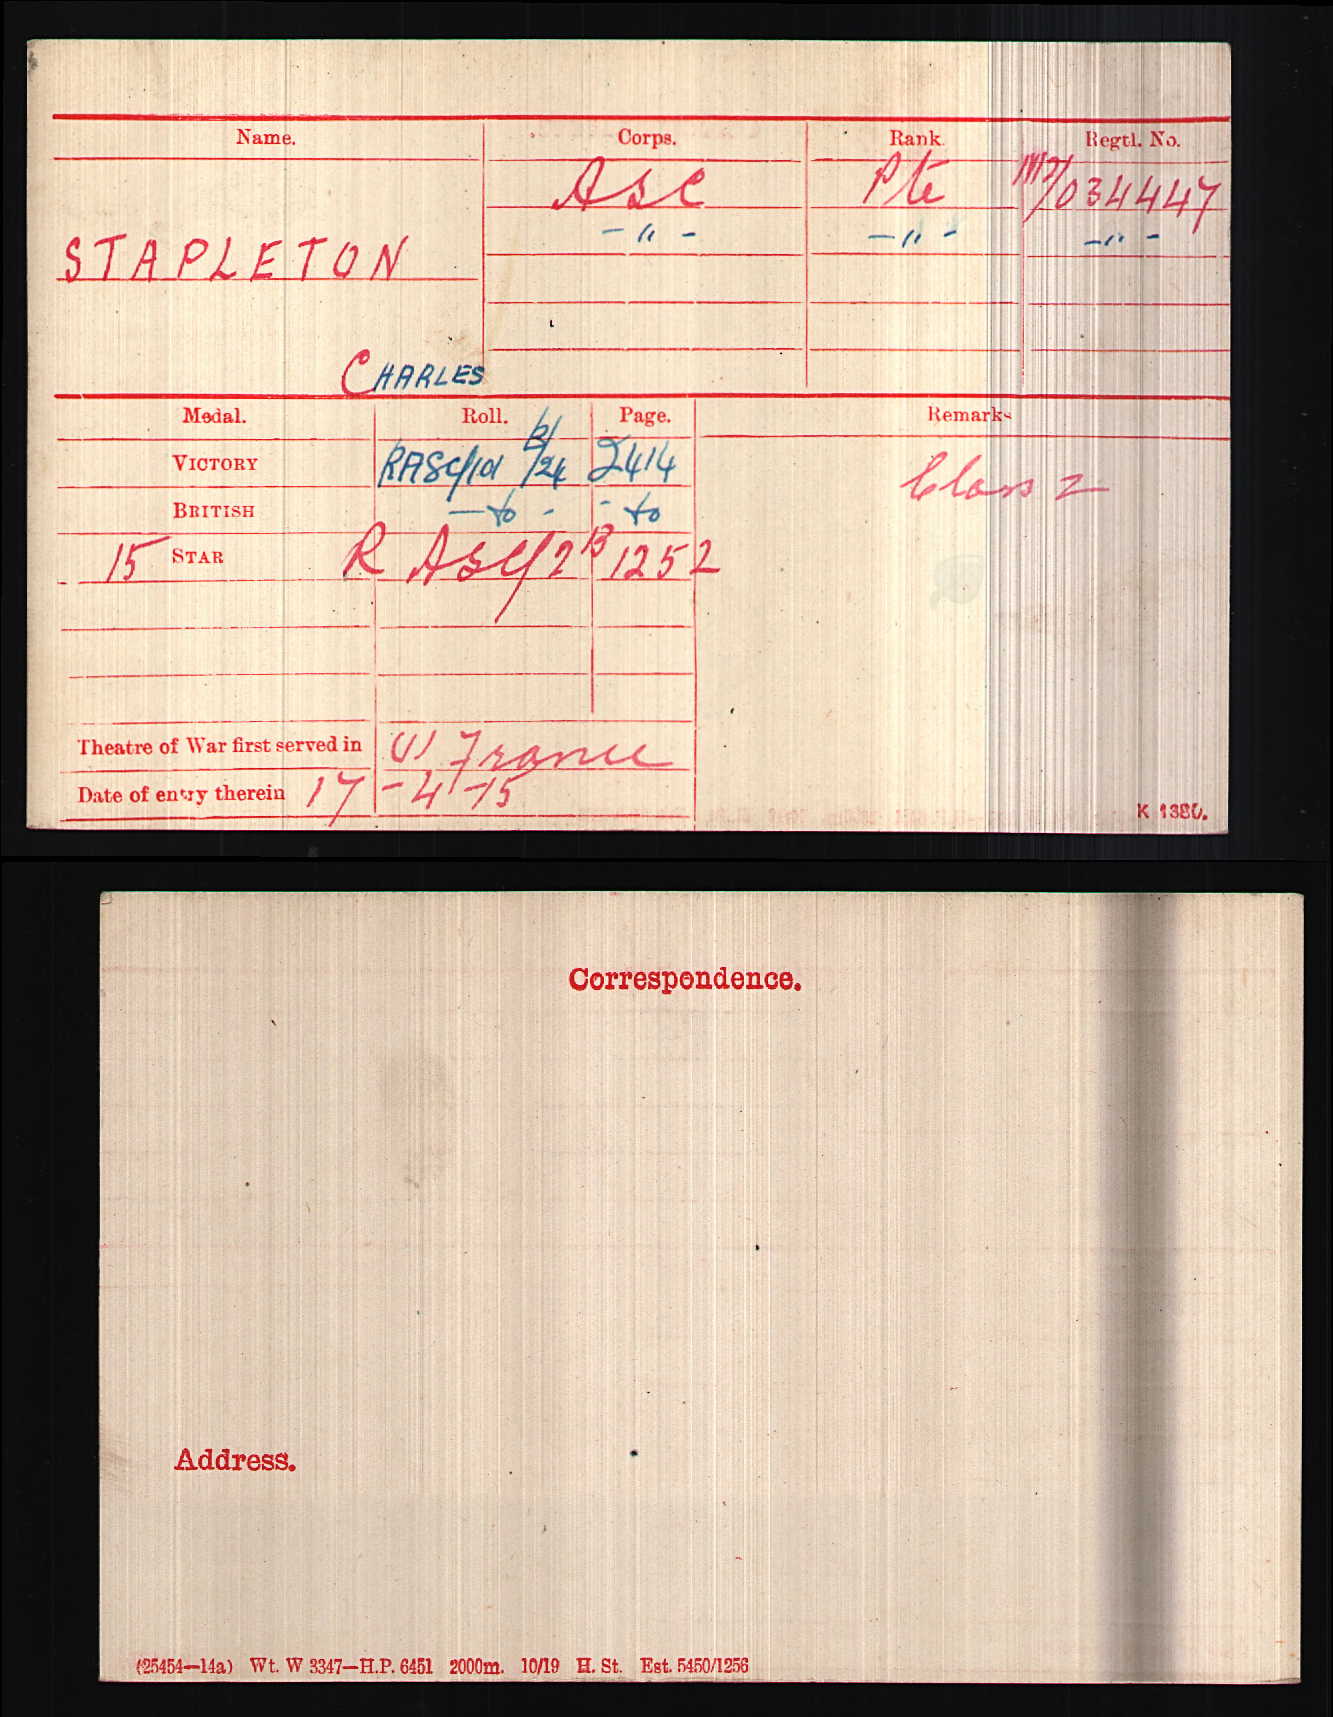 Name. Corps. Rank. Regtl. No.
ASC Pte M2/034447
-"- -"- -"-
STAPLETON
CHARLES
Medal. Roll. Page. Remarks
VICTORY RASC/101 B/24 2414
Class 2
BRITISH - do - - do
15 STAR R ASC/2B 1252
Theatre of War first served in (1) France
Date of entry therein 17-4-15
K 1380.
Correspondence.
Address.
(25454—14a) Wt. W 3347—H.P. 6451 2000m. 10/19 H. St. Est. 5450/1256